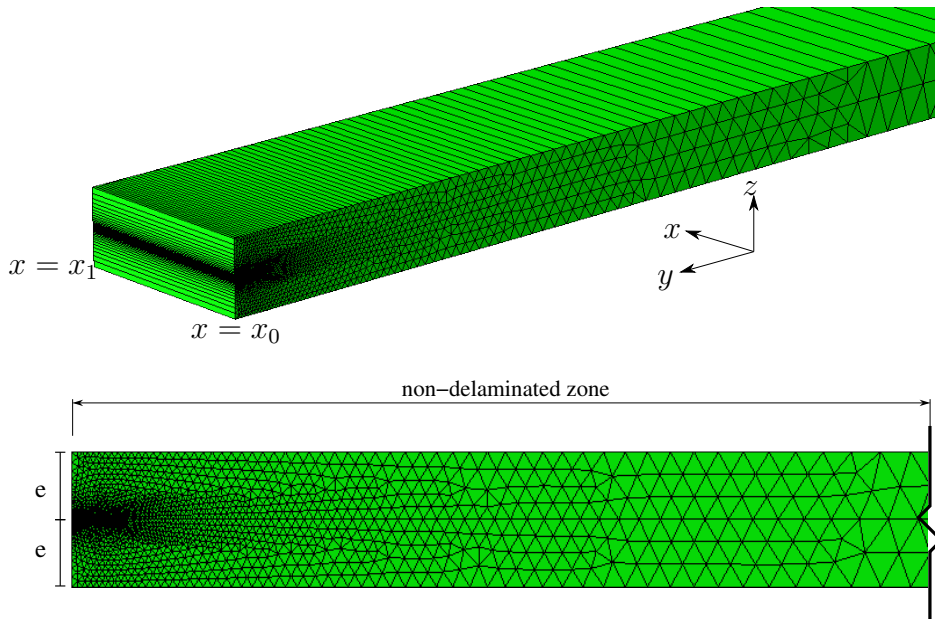 z
x
x = x₁
y
x = x₀
non−delaminated zone
e
e